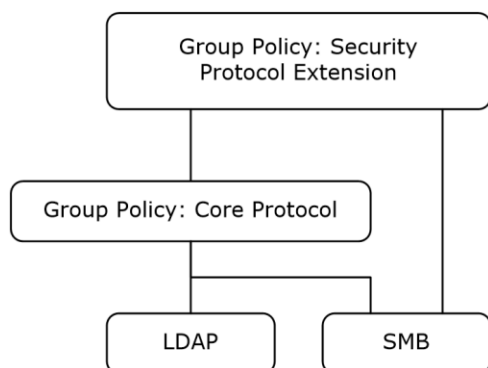 Group Policy: Security
Protocol Extension
Group Policy: Core Protocol
LDAP
SMB